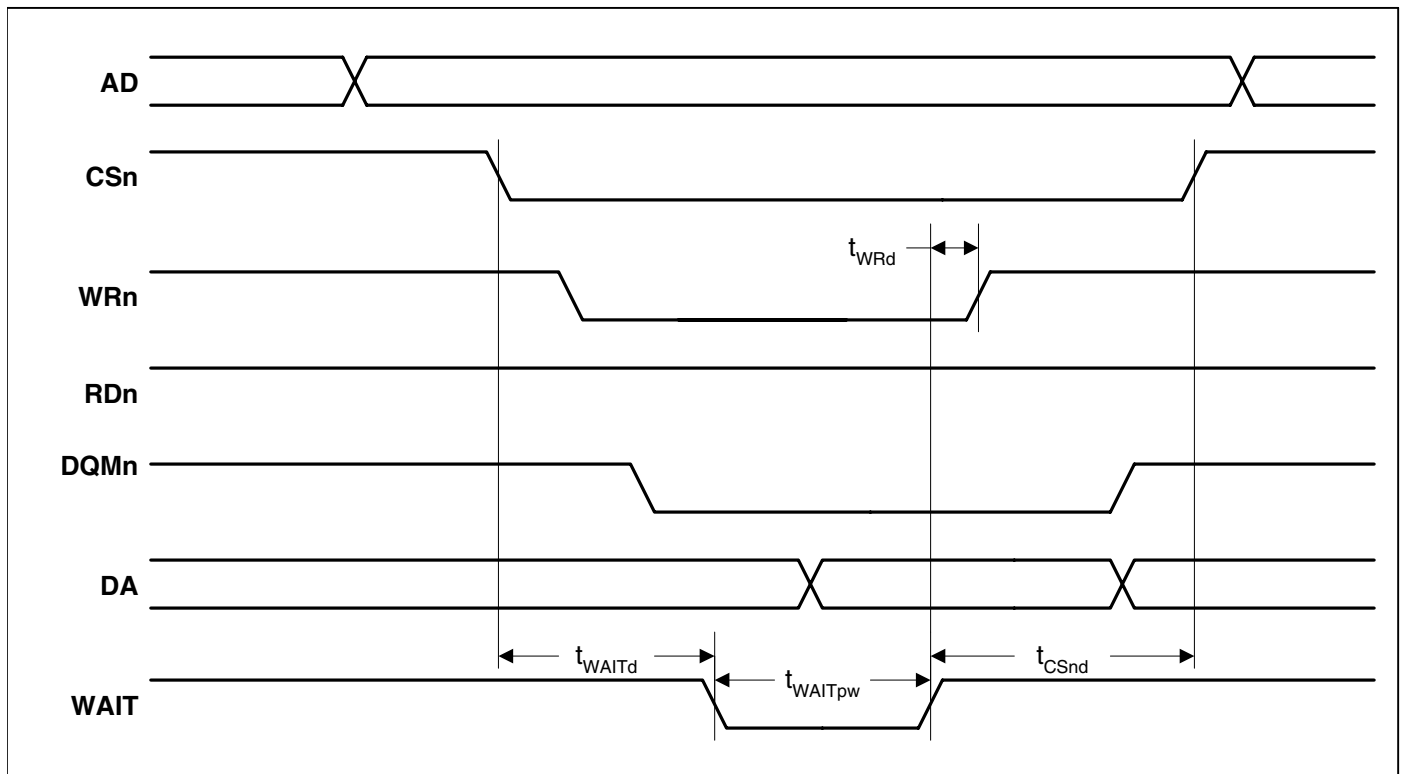 AD
CSn
tWRd
WRn
RDn
DQMn
DA
tWAITd
tCSnd
tWAITpw
WAIT